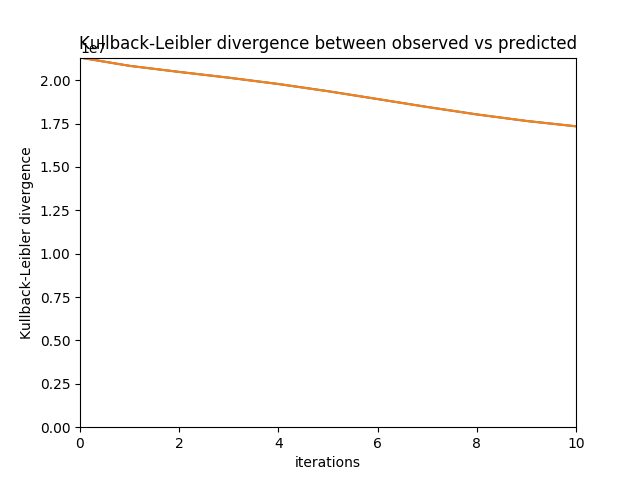 Kullback-Leibler divergence between observed vs predicted
1e7
2.00
1.75
1.50
1.25
1.00
0.75
0.50
0.25
0.00
Kullback-Leibler divergence
0 2 4 6 8 10
iterations